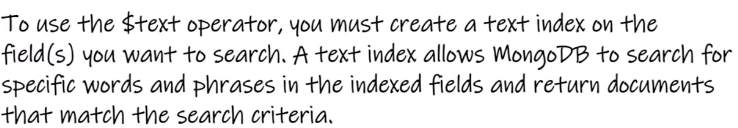 To use the $text operator, you must create a text index on the
field(s) you want to search. A text index allows MongoDB to search for
specific words and phrases in the indexed fields and return documents
that match the search criteria.